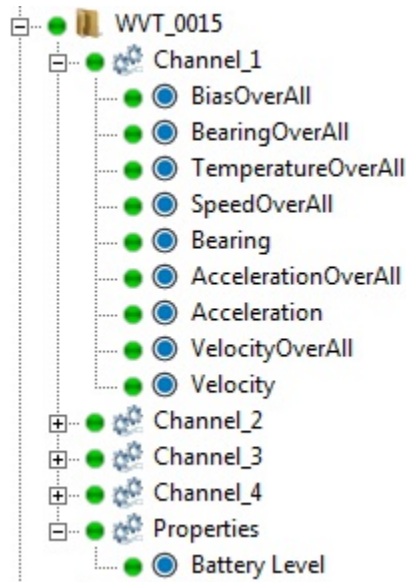 WVT_0015
Channel_1
BiasOverAll
BearingOverAll
TemperatureOverAll
SpeedOverAll
Bearing
AccelerationOverAll
Acceleration
VelocityOverAll
Velocity
Channel_2
Channel_3
Channel_4
Properties
Battery Level